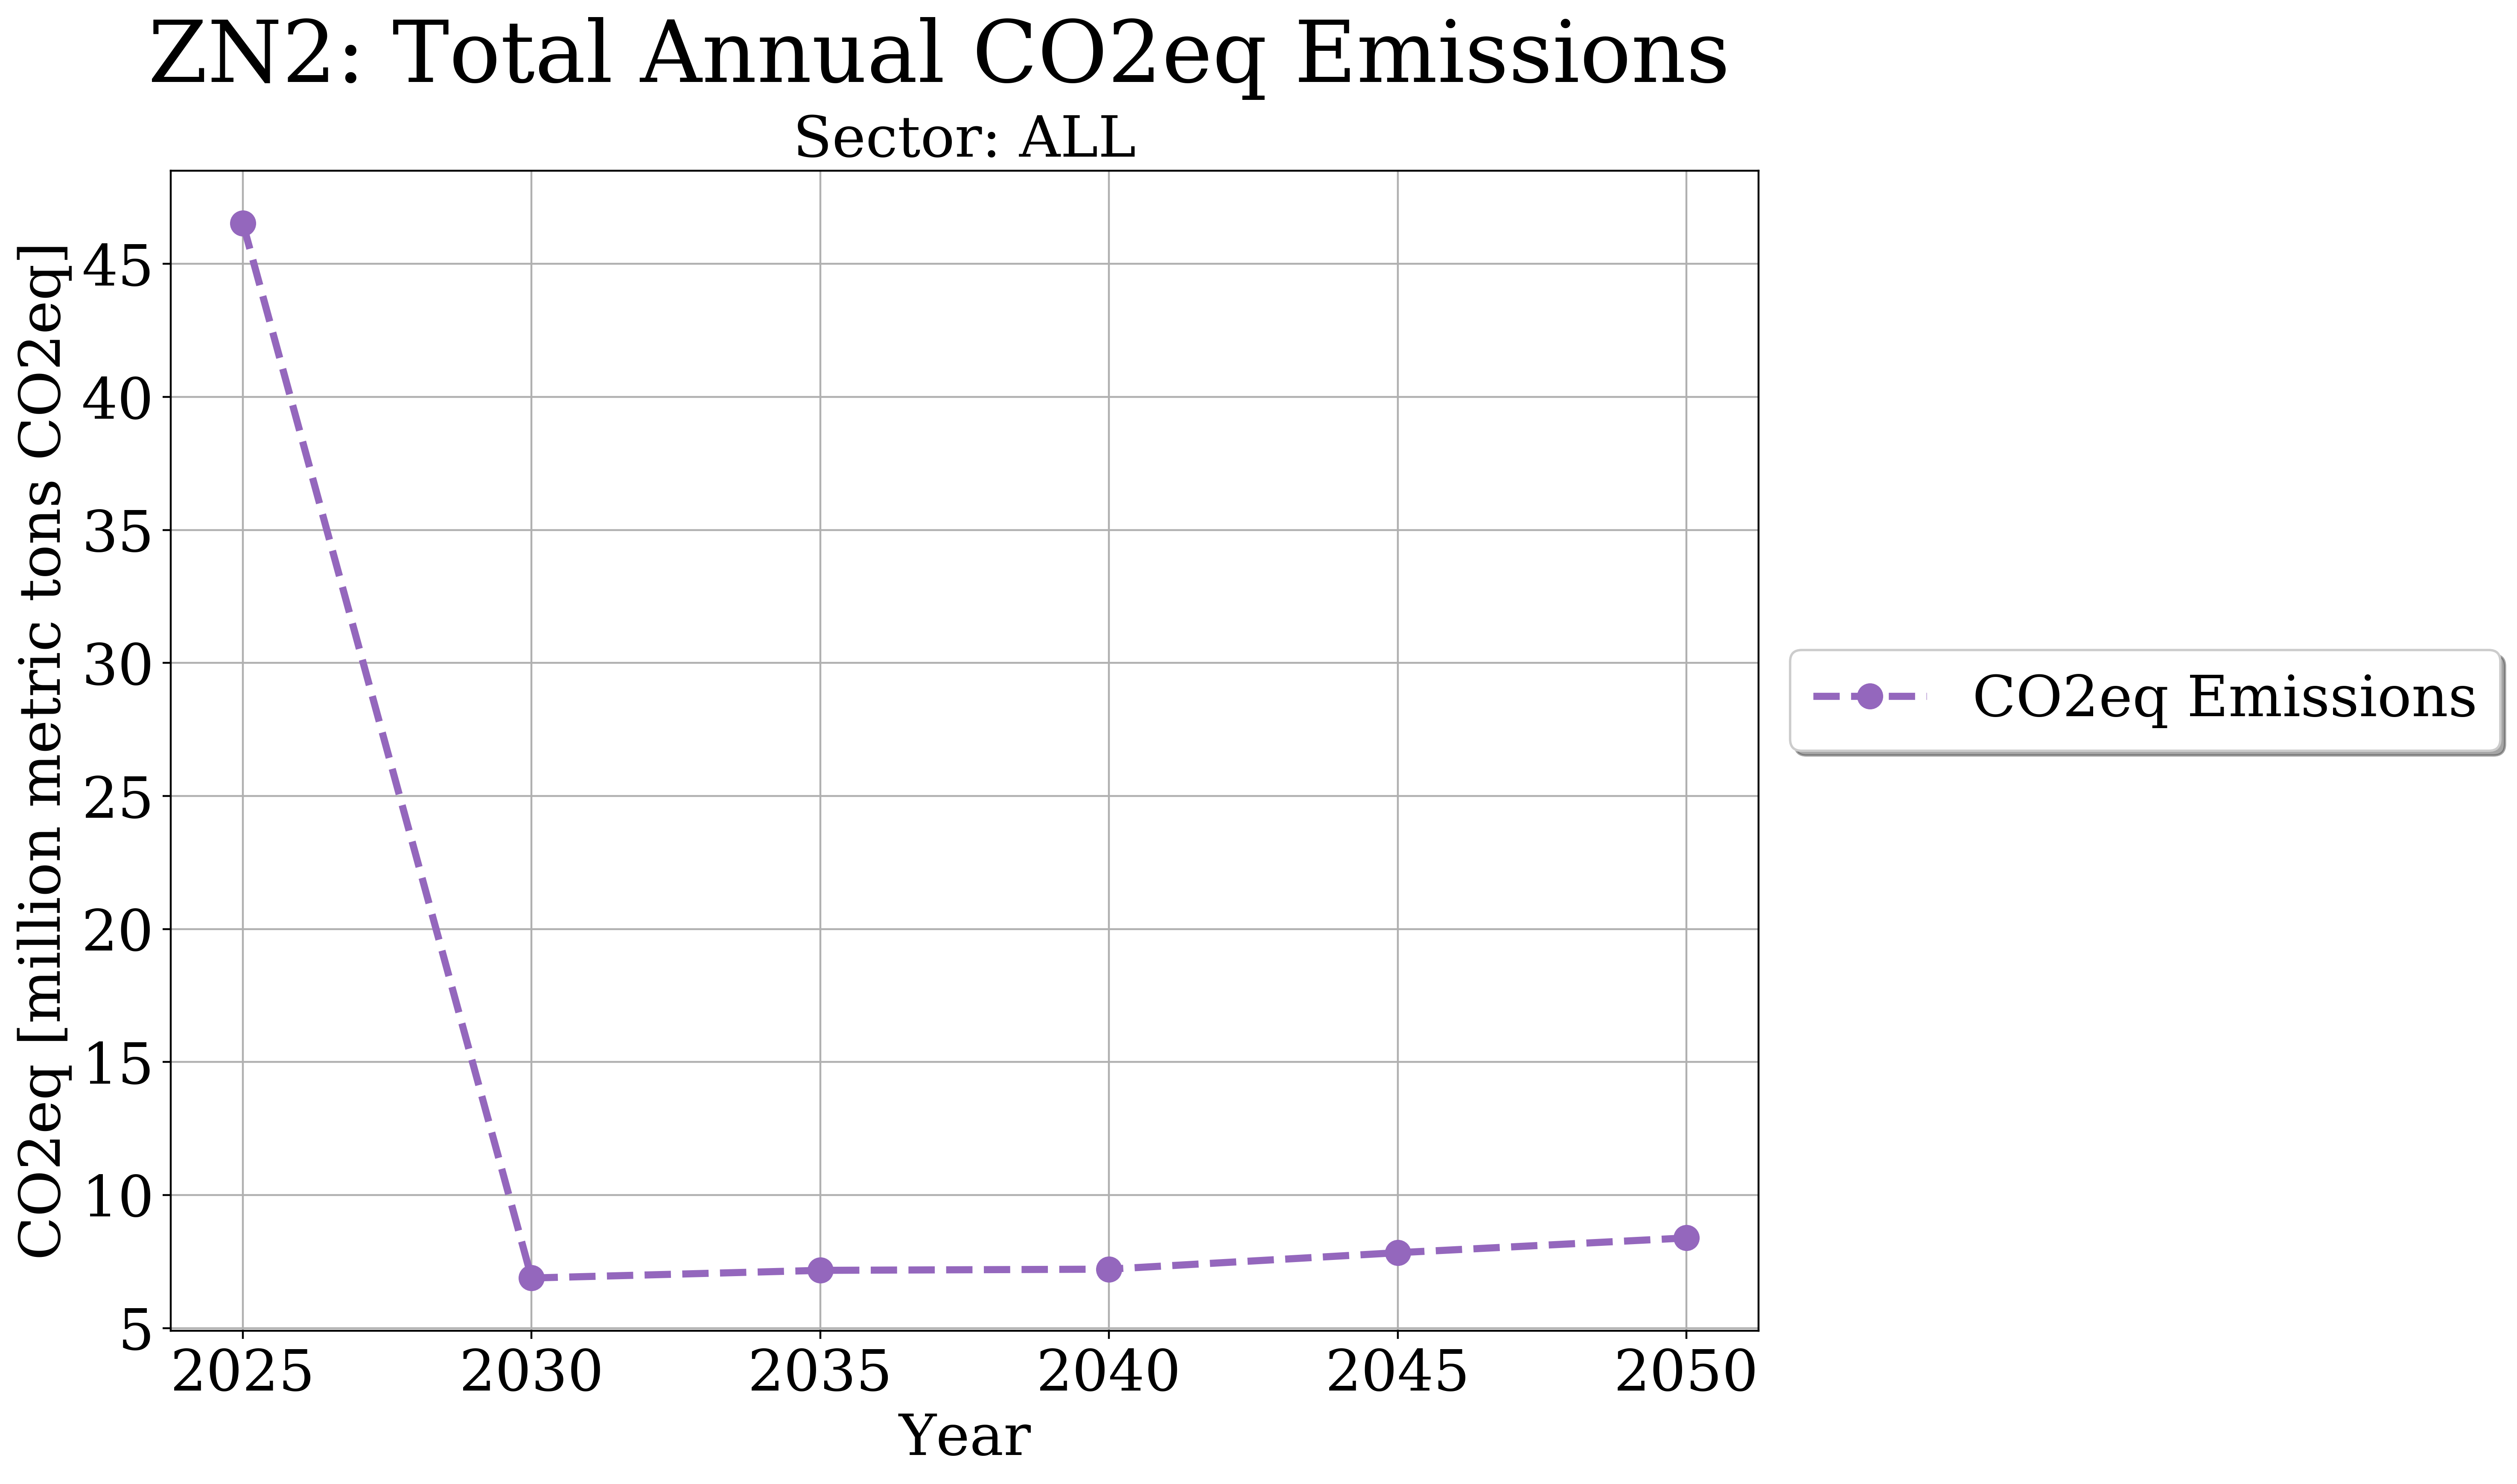 ZN2: Total Annual CO2eq Emissions
Sector: ALL
CO2eq [million metric tons CO2eq]
45
40
35
30
25
20
15
10
5
2025 2030 2035 2040 2045 2050
Year
CO2eq Emissions